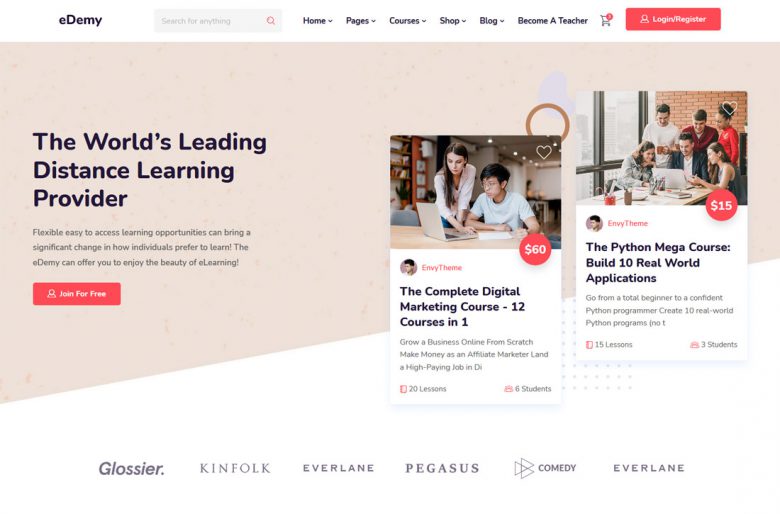 eDemy
Search for anything
Home
Pages
Courses
Shop
Blog
Become A Teacher
3
Login/Register
The World's Leading
Distance Learning
Provider
Flexible easy to access learning opportunities can bring a
significant change in how individuals prefer to learn! The
eDemy can offer you to enjoy the beauty of eLearning!
Join For Free
$60
EnvyTheme
The Complete Digital
Marketing Course - 12
Courses in 1
Grow a Business Online From Scratch
Make Money as an Affiliate Marketer Land
a High-Paying Job in Di
20 Lessons
6 Students
$15
EnvyTheme
The Python Mega Course:
Build 10 Real World
Applications
Go from a total beginner to a confident
Python programmer Create 10 real-world
Python programs (no t
15 Lessons
3 Students
Glossier.
KINFOLK
EVERLANE
PEGASUS
COMEDY
EVERLANE